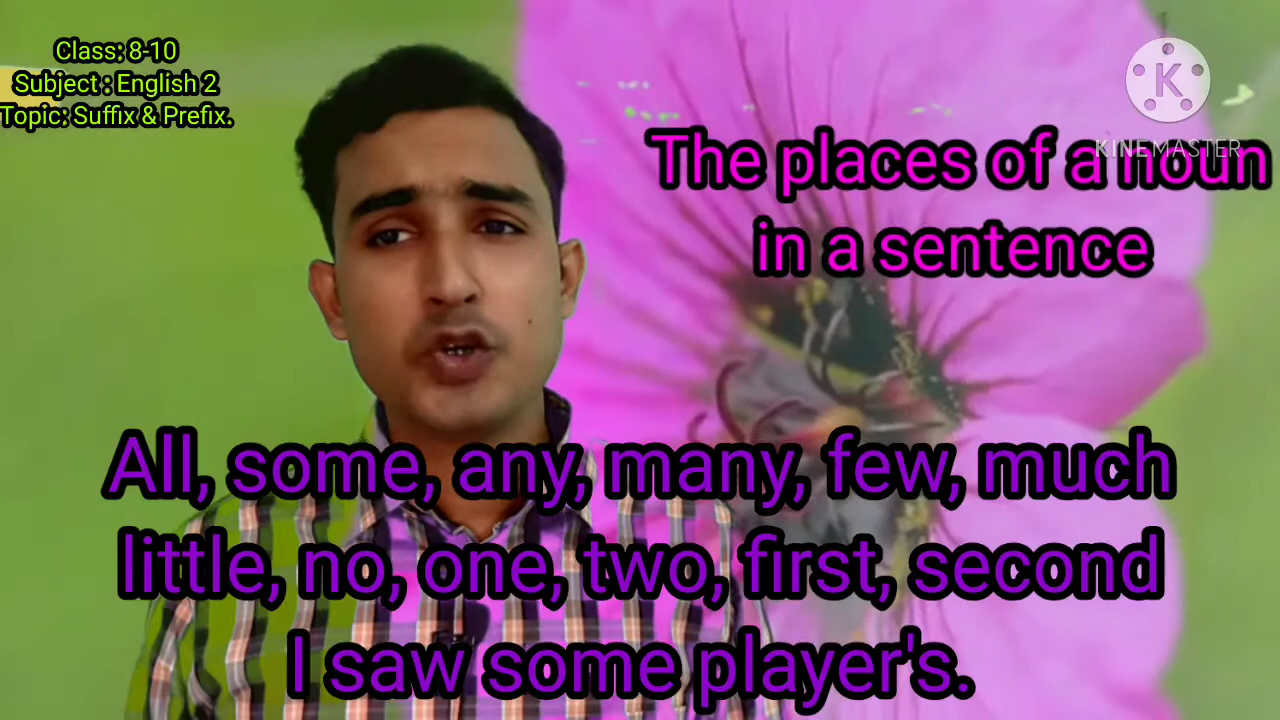 Class: 8-10
Subject : English 2
Topic: Suffix & Prefix.
K
KINEMASTER
The places of a noun
in a sentence
All, some, any, many, few, much
little, no, one, two, first, second
I saw some player's.